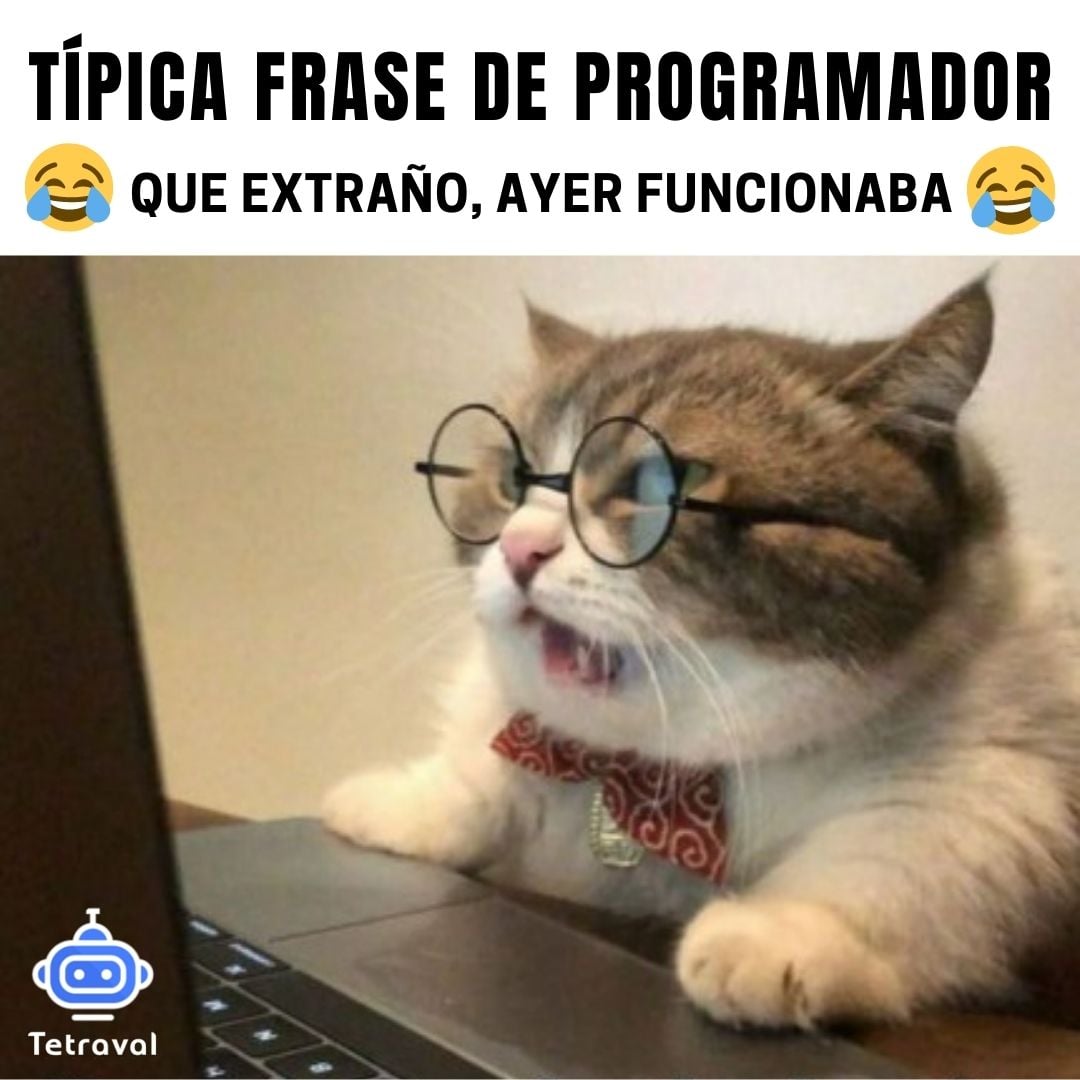 TÍPICA FRASE DE PROGRAMADOR
😂 QUE EXTRAÑO, AYER FUNCIONABA 😂
Tetraval